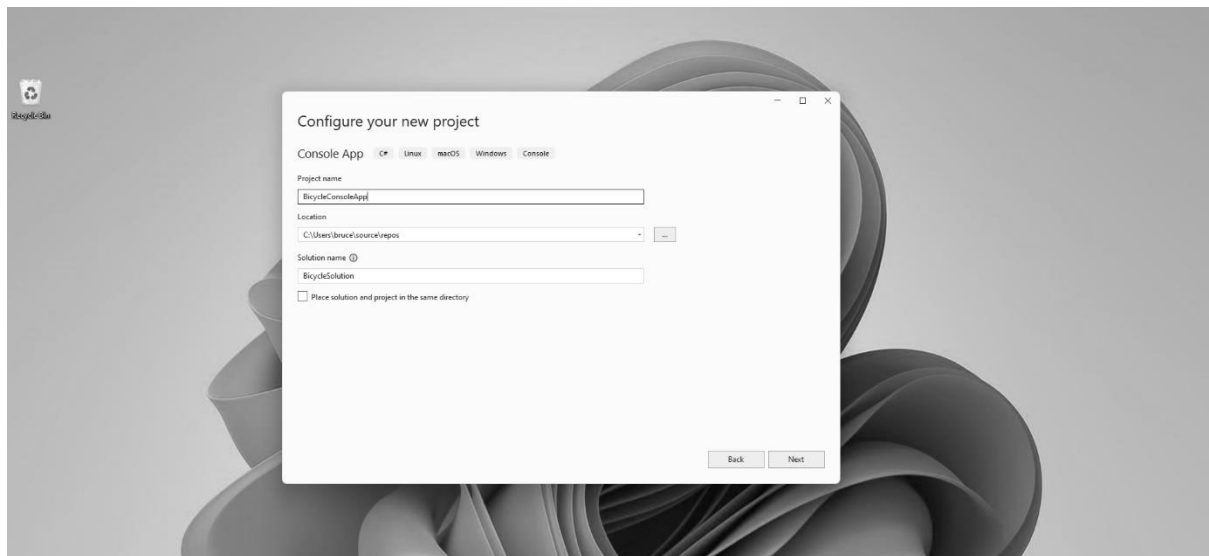 Recycle Bin
Configure your new project
Console App C# Linux macOS Windows Console
Project name
BicycleConsoleApp
Location
C:\Users\bruce\source\repos
...
Solution name
BicycleSolution
Place solution and project in the same directory
Back Next